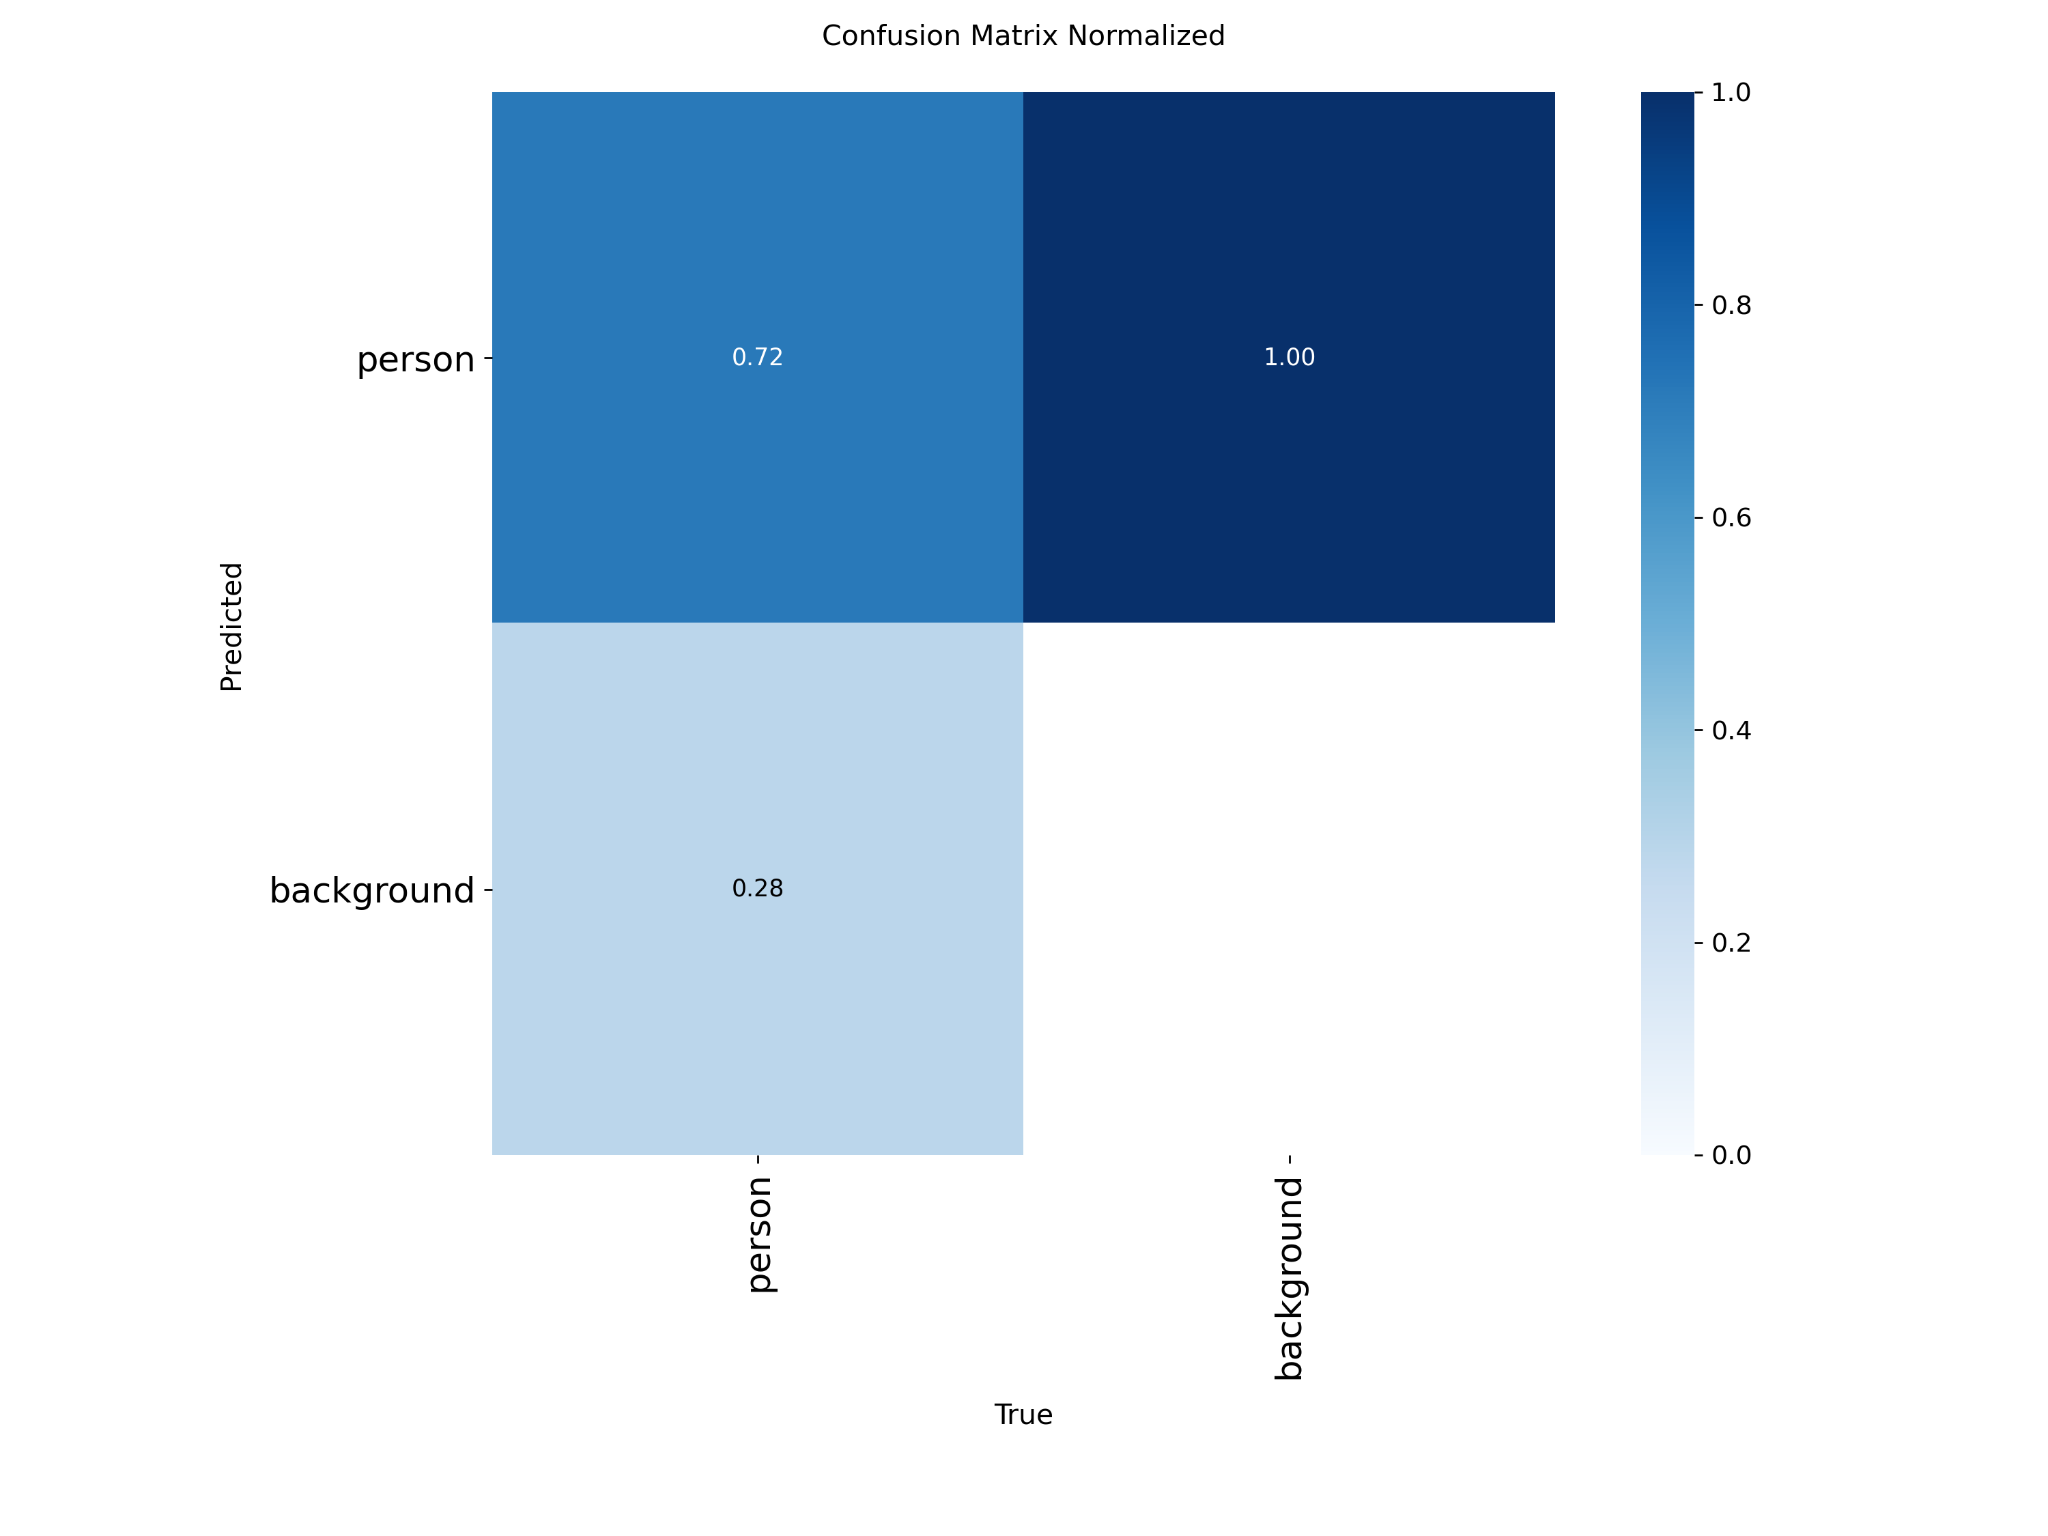 Confusion Matrix Normalized
1.0
0.8
person
0.72
1.00
0.6
Predicted
0.4
background
0.28
0.2
0.0
person
background
True